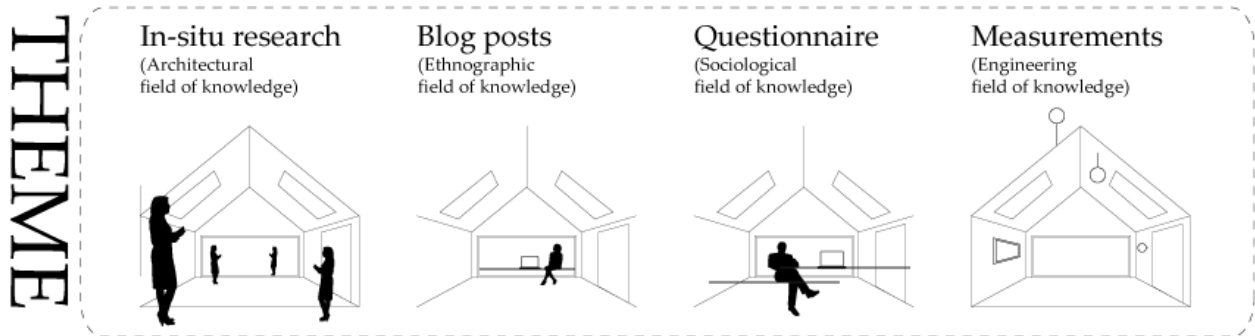 THEME
In-situ research
(Architectural
field of knowledge)
Blog posts
(Ethnographic
field of knowledge)
Questionnaire
(Sociological
field of knowledge)
Measurements
(Engineering
field of knowledge)